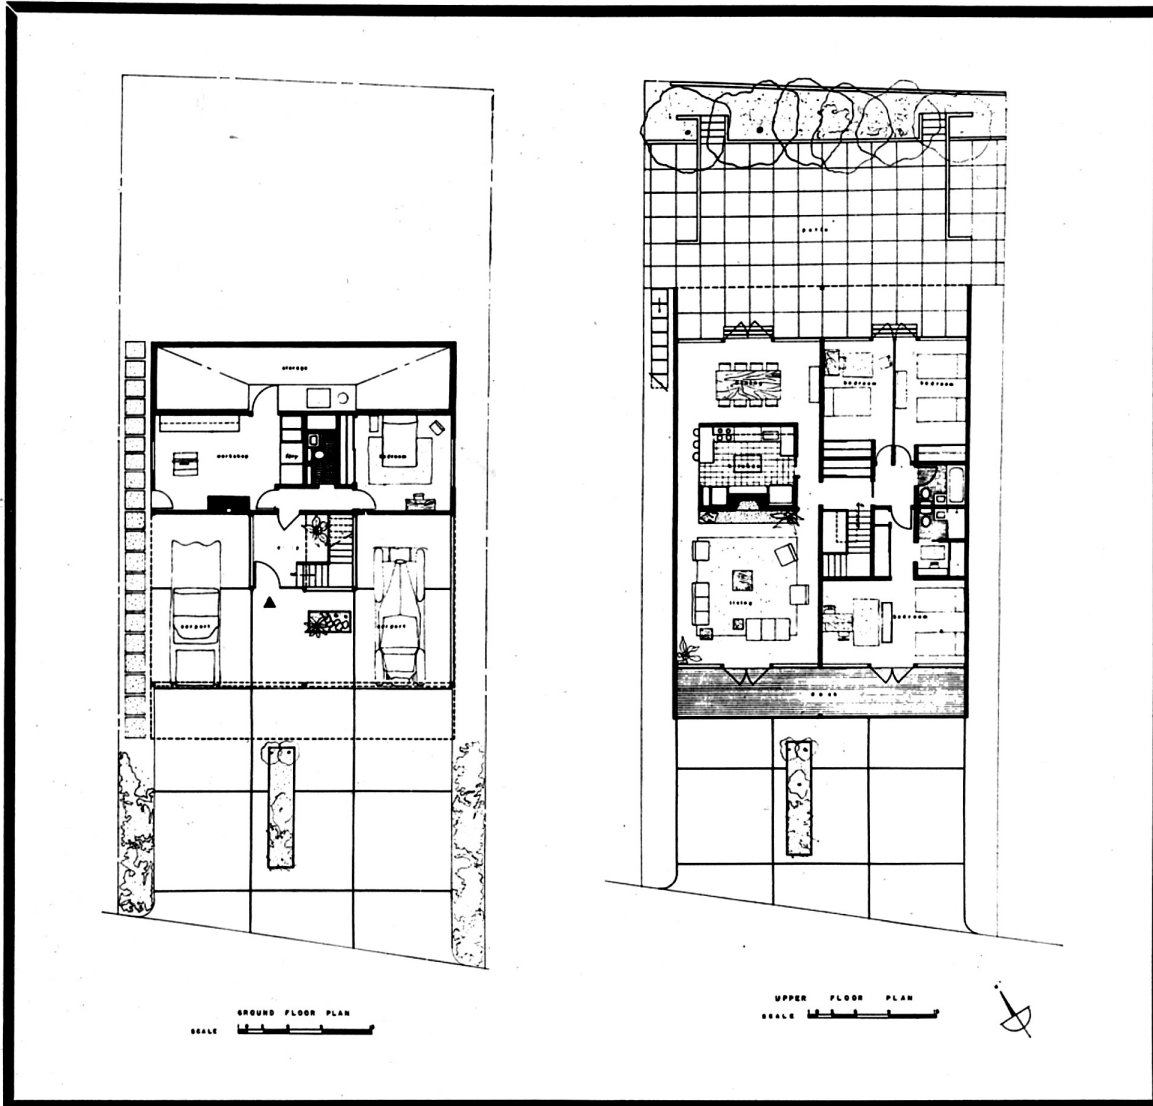 storage
workshop
bedroom
carport
carport
GROUND FLOOR PLAN
SCALE
patio
dining
bedroom
bedroom
kitchen
living
bedroom
deck
UPPER FLOOR PLAN
SCALE